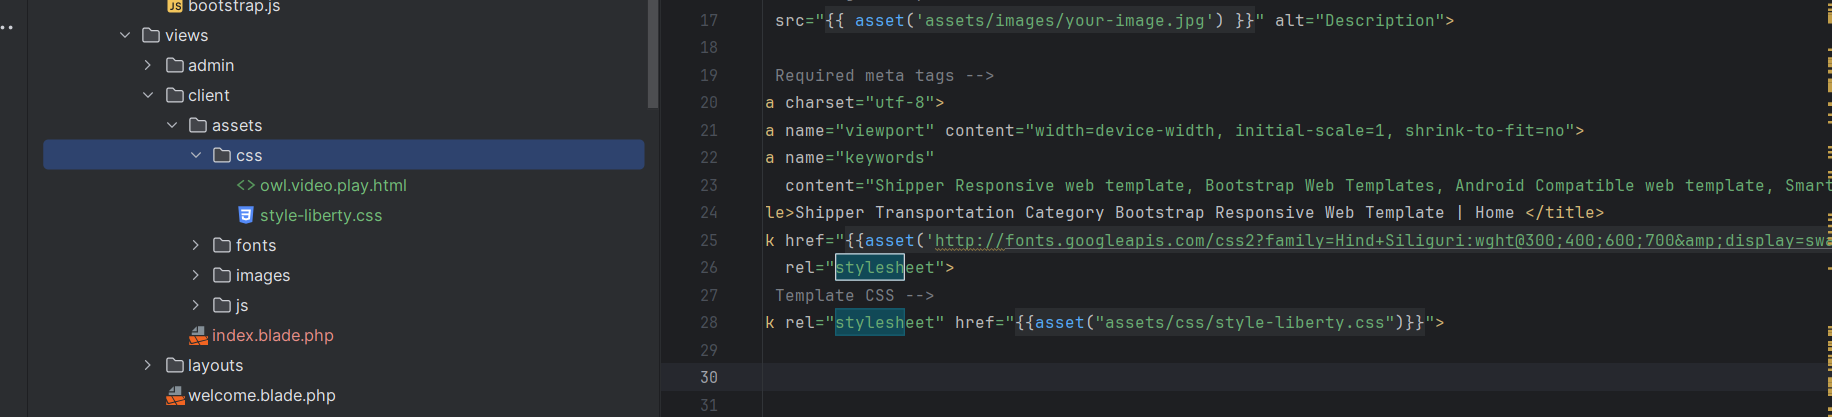 bootstrap.js
views
admin
client
assets
css
owl.video.play.html
style-liberty.css
fonts
images
js
index.blade.php
layouts
welcome.blade.php
17 src="{{ asset('assets/images/your-image.jpg') }}" alt="Description">
18
19 Required meta tags -->
20 a charset="utf-8">
21 a name="viewport" content="width=device-width, initial-scale=1, shrink-to-fit=no">
22 a name="keywords"
23 content="Shipper Responsive web template, Bootstrap Web Templates, Android Compatible web template, Smart
24 le>Shipper Transportation Category Bootstrap Responsive Web Template | Home </title>
25 k href="{{asset('http://fonts.googleapis.com/css2?family=Hind+Siliguri:wght@300;400;600;700&amp;display=swa
26 rel="stylesheet">
27 Template CSS -->
28 k rel="stylesheet" href="{{asset("assets/css/style-liberty.css")}}">
29
30
31